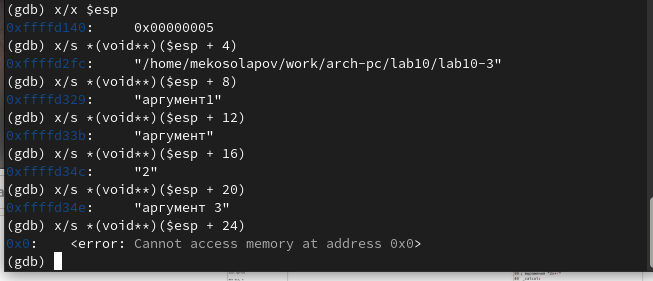 (gdb) x/x $esp
0xffffd140: 0x00000005
(gdb) x/s *(void**)($esp + 4)
0xffffd2fc: "/home/mekosolapov/work/arch-pc/lab10/lab10-3"
(gdb) x/s *(void**)($esp + 8)
0xffffd329: "аргумент1"
(gdb) x/s *(void**)($esp + 12)
0xffffd33b: "аргумент"
(gdb) x/s *(void**)($esp + 16)
0xffffd34c: "2"
(gdb) x/s *(void**)($esp + 20)
0xffffd34e: "аргумент 3"
(gdb) x/s *(void**)($esp + 24)
0x0: <error: Cannot access memory at address 0x0>
(gdb)